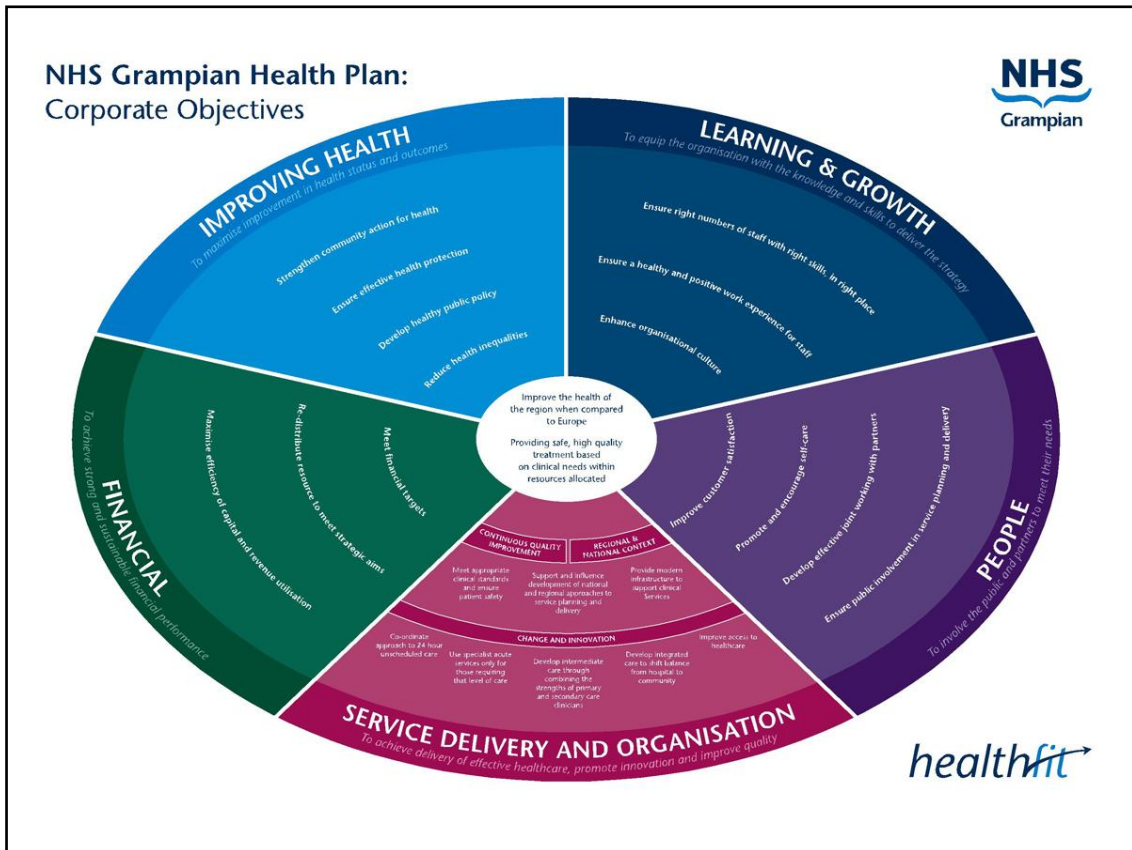 NHS Grampian Health Plan:
Corporate Objectives
NHS
Grampian
IMPROVING HEALTH
To maximise improvement in health status and outcomes
Strengthen community action for health
Ensure effective health protection
Develop healthy public policy
Reduce health inequalities
LEARNING & GROWTH
To equip the organisation with the knowledge and skills to deliver the strategy
Ensure right numbers of staff with right skills, in right place
Ensure a healthy and positive work experience for staff
Enhance organisational culture
Improve the health of
the region when compared
to Europe
Providing safe, high quality
treatment based
on clinical needs within
resources allocated
FINANCIAL
To achieve strong and sustainable financial performance
Maximise efficiency of capital and revenue utilisation
Re-distribute resource to meet strategic aims
Meet financial targets
PEOPLE
To involve the public and partners to meet their needs
Improve customer satisfaction
Promote and encourage self-care
Develop effective joint working with partners
Ensure public involvement in service planning and delivery
CONTINUOUS QUALITY
IMPROVEMENT
REGIONAL &
NATIONAL CONTEXT
Meet appropriate
clinical standards
and ensure
patient safety
Support and influence
development of national
and regional approaches to
service planning and
delivery
Provide modern
infrastructure to
support clinical
Services
CHANGE AND INNOVATION
Co-ordinate
approach to 24 hour
unscheduled care
Use specialist acute
services only for
those requiring
that level of care
Develop intermediate
care through
combining the
strengths of primary
and secondary care
clinicians
Develop integrated
care to shift balance
from hospital to
community
Improve access to
healthcare
SERVICE DELIVERY AND ORGANISATION
To achieve delivery of effective healthcare, promote innovation and improve quality
healthfit